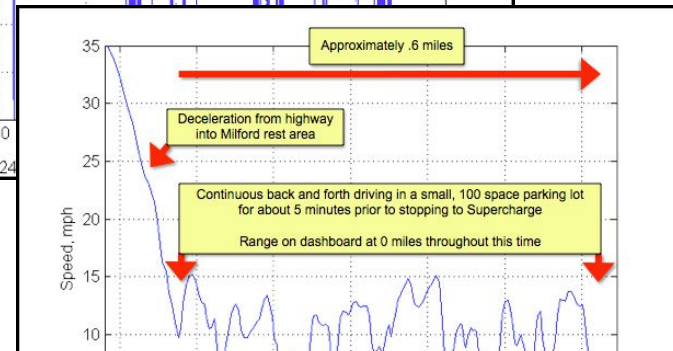 35
Approximately .6 miles
30
Deceleration from highway
into Milford rest area
0
25
24
Continuous back and forth driving in a small, 100 space parking lot
for about 5 minutes prior to stopping to Supercharge
Range on dashboard at 0 miles throughout this time
20
Speed, mph
15
10